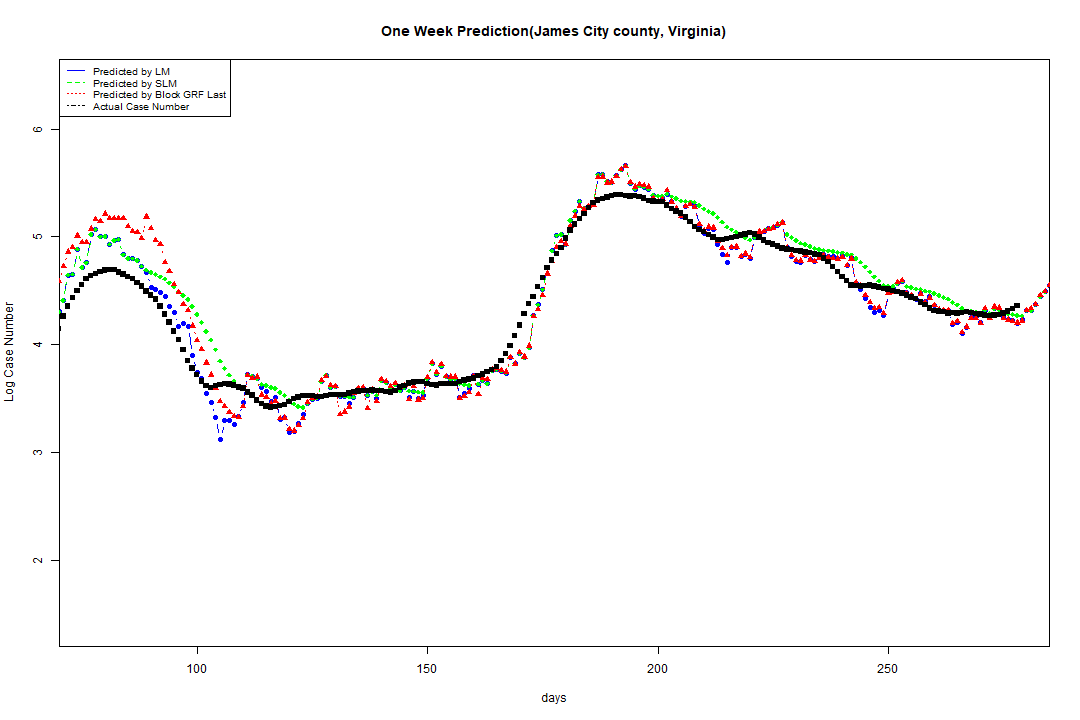 One Week Prediction(James City county, Virginia)
Predicted by LM
Predicted by SLM
Predicted by Block GRF Last
Actual Case Number
6
5
4
3
2
Log Case Number
100 150 200 250
days